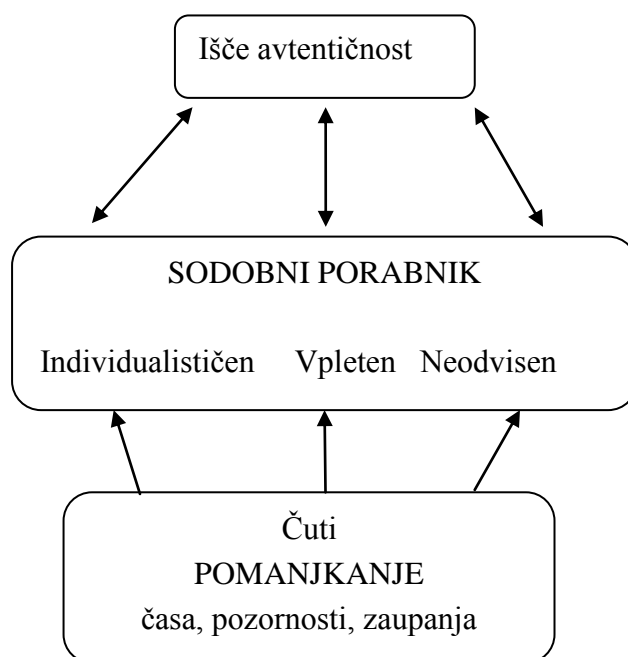 Išče avtentičnost
SODOBNI PORABNIK
Individualističen Vpleten Neodvisen
Čuti
POMANJKANJE
časa, pozornosti, zaupanja